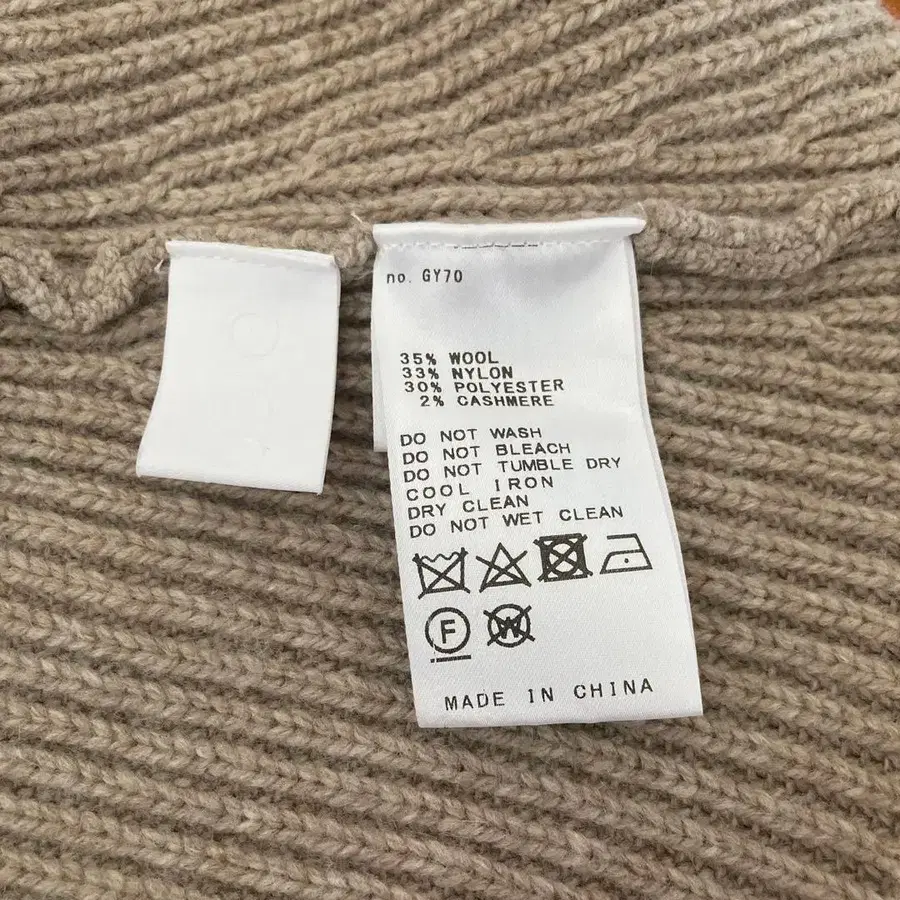 no. GY70
35% WOOL
33% NYLON
30% POLYESTER
2% CASHMERE
DO NOT WASH
DO NOT BLEACH
DO NOT TUMBLE DRY
COOL IRON
DRY CLEAN
DO NOT WET CLEAN
F W
MADE IN CHINA